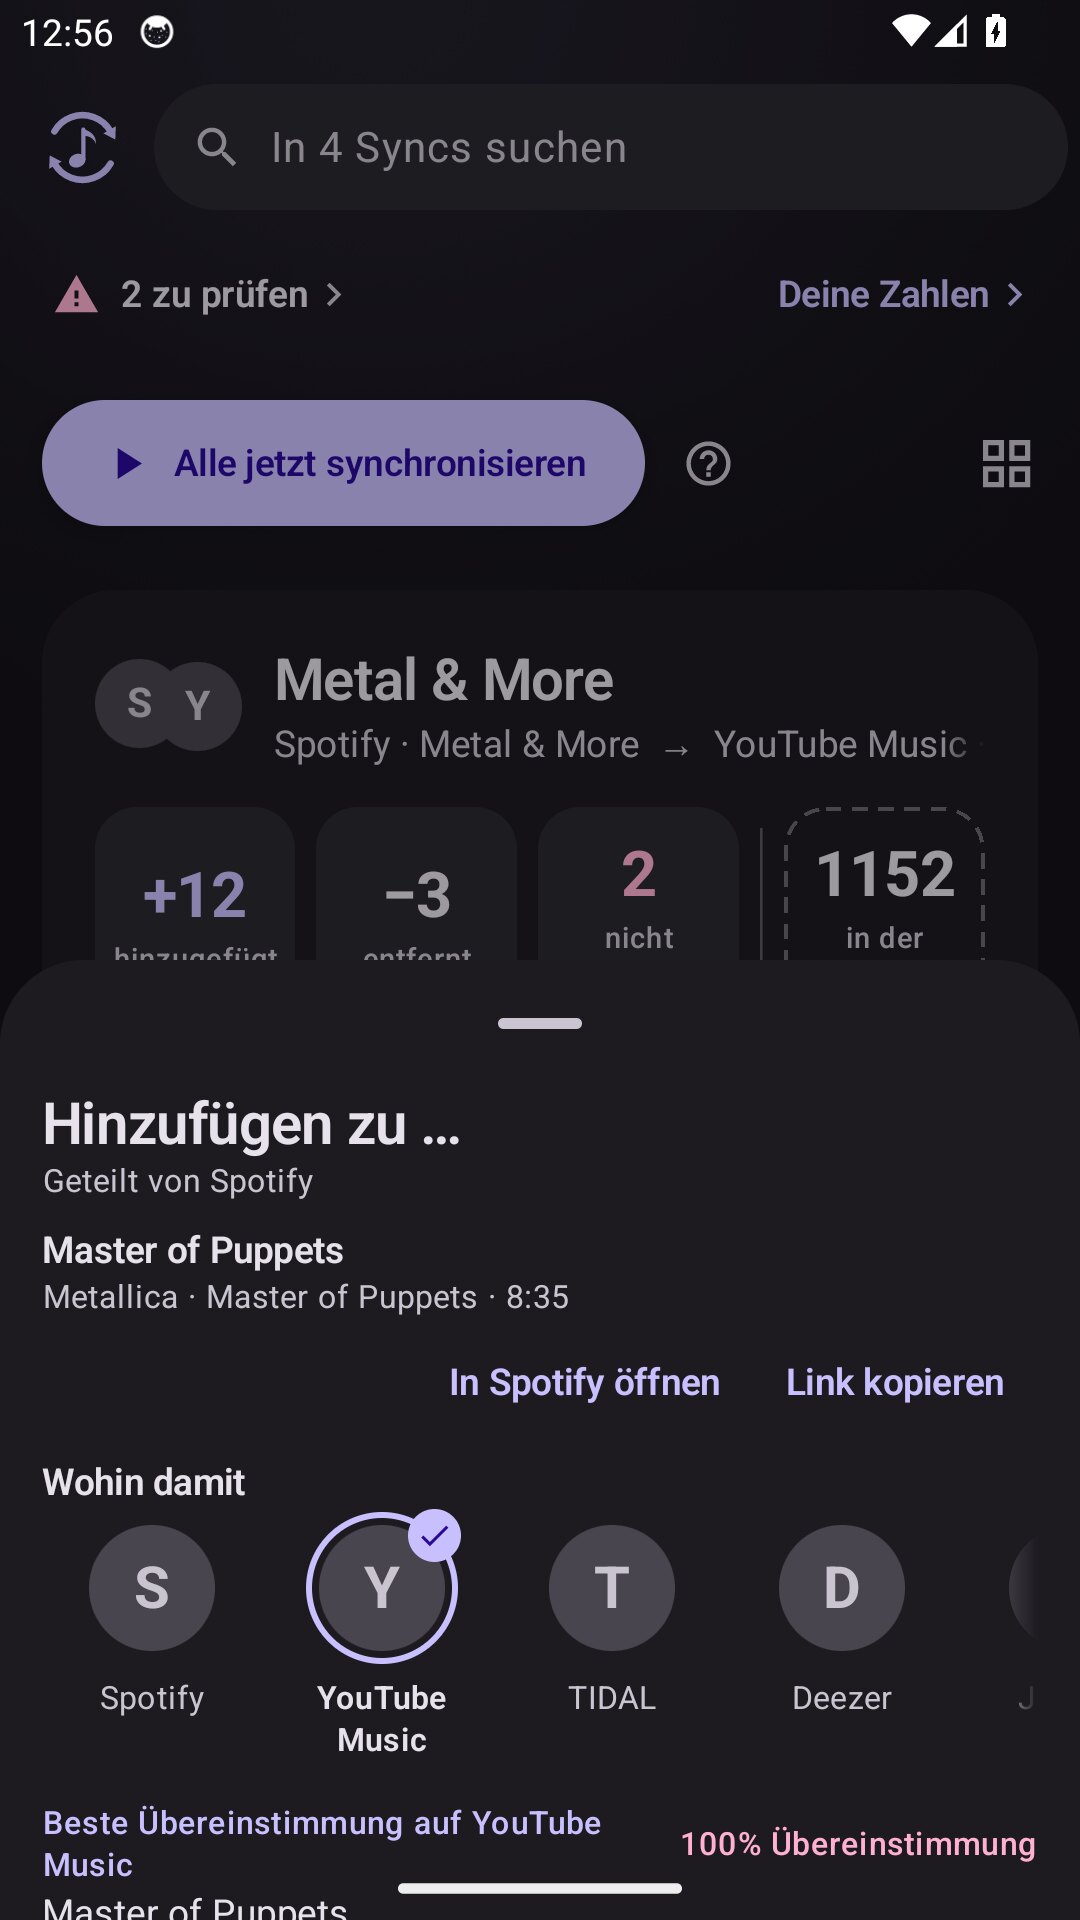 12:56
In 4 Syncs suchen
2 zu prüfen
Deine Zahlen
Alle jetzt synchronisieren
S Y
Metal & More
Spotify · Metal & More → YouTube Music
+12
hinzugefügt
–3
entfernt
2
nicht
1152
in der
Hinzufügen zu …
Geteilt von Spotify
Master of Puppets
Metallica · Master of Puppets · 8:35
In Spotify öffnen
Link kopieren
Wohin damit
S
Spotify
Y
YouTube
Music
T
TIDAL
D
Deezer
J
Beste Übereinstimmung auf YouTube
Music
100% Übereinstimmung
Master of Puppets